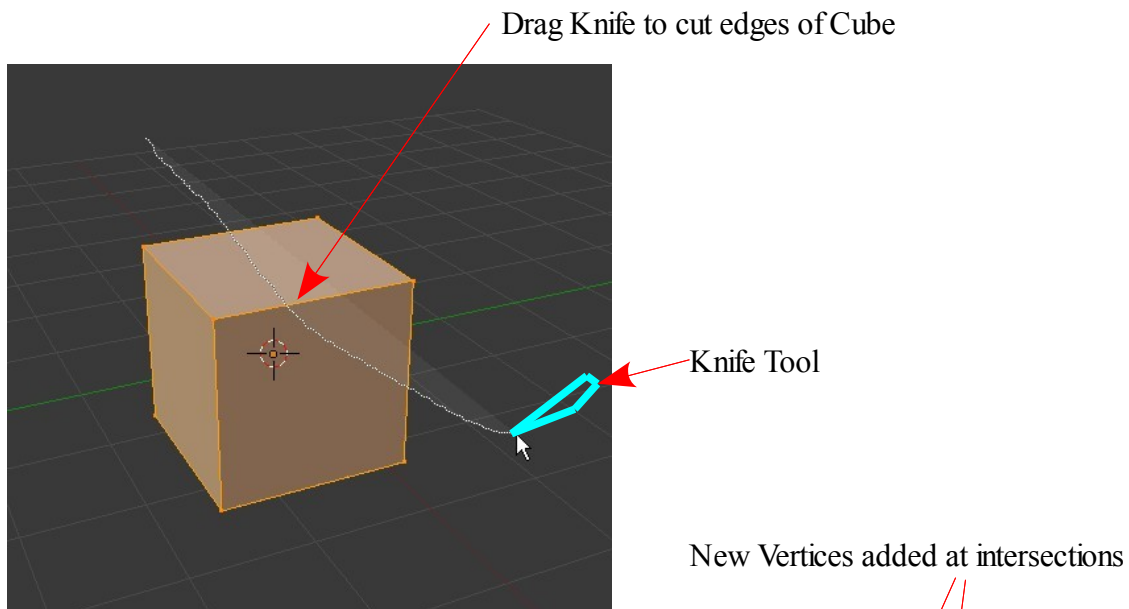 Drag Knife to cut edges of Cube
Knife Tool
New Vertices added at intersections